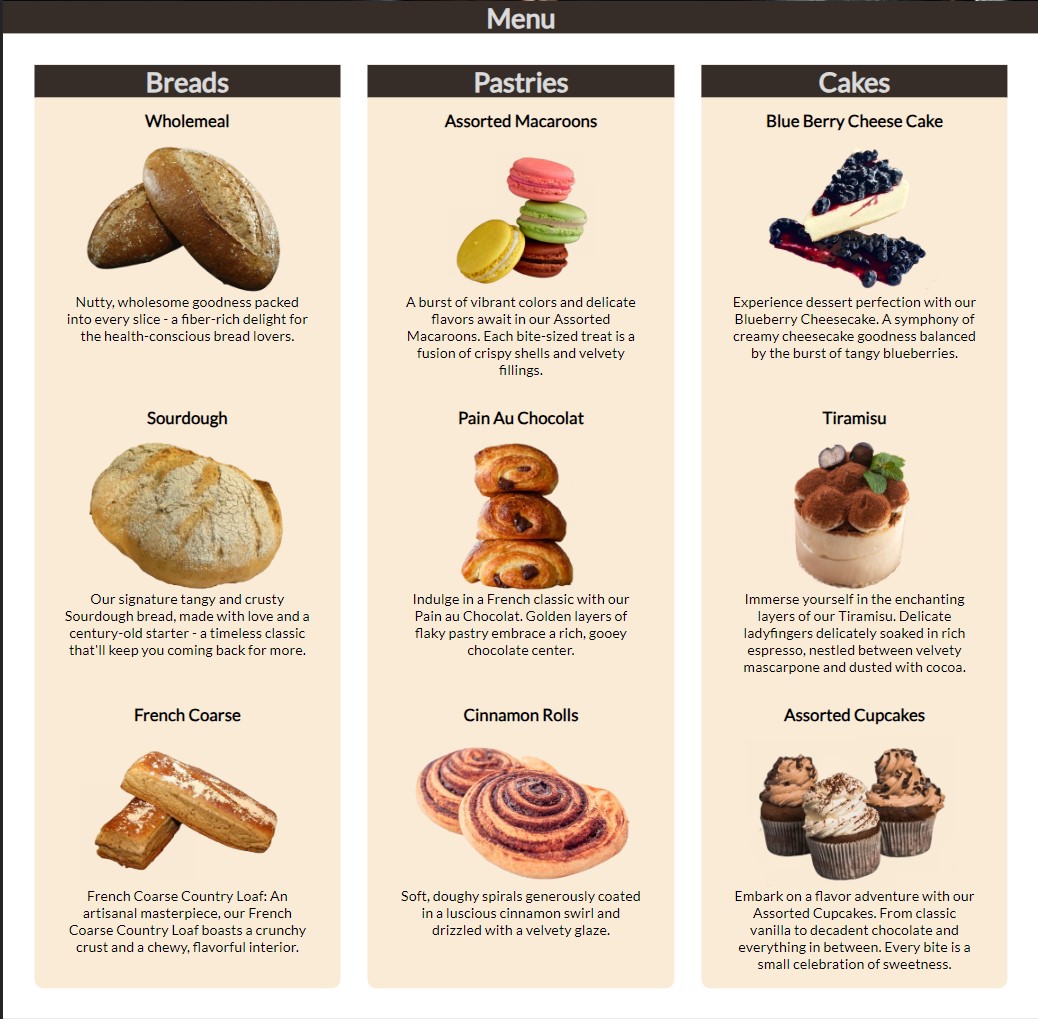 Menu
Breads
Wholemeal
Nutty, wholesome goodness packed
into every slice - a fiber-rich delight for
the health-conscious bread lovers.
Sourdough
Our signature tangy and crusty
Sourdough bread, made with love and a
century-old starter - a timeless classic
that'll keep you coming back for more.
French Coarse
French Coarse Country Loaf: An
artisanal masterpiece, our French
Coarse Country Loaf boasts a crunchy
crust and a chewy, flavorful interior.
Pastries
Assorted Macaroons
A burst of vibrant colors and delicate
flavors await in our Assorted
Macaroons. Each bite-sized treat is a
fusion of crispy shells and velvety
fillings.
Pain Au Chocolat
Indulge in a French classic with our
Pain au Chocolat. Golden layers of
flaky pastry embrace a rich, gooey
chocolate center.
Cinnamon Rolls
Soft, doughy spirals generously coated
in a luscious cinnamon swirl and
drizzled with a velvety glaze.
Cakes
Blue Berry Cheese Cake
Experience dessert perfection with our
Blueberry Cheesecake. A symphony of
creamy cheesecake goodness balanced
by the burst of tangy blueberries.
Tiramisu
Immerse yourself in the enchanting
layers of our Tiramisu. Delicate
ladyfingers delicately soaked in rich
espresso, nestled between velvety
mascarpone and dusted with cocoa.
Assorted Cupcakes
Embark on a flavor adventure with our
Assorted Cupcakes. From classic
vanilla to decadent chocolate and
everything in between. Every bite is a
small celebration of sweetness.